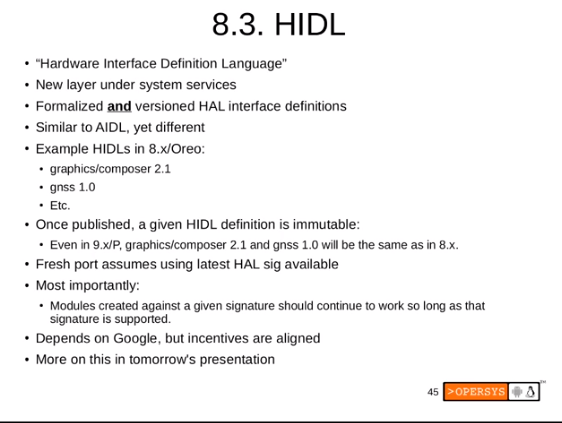 8.3. HIDL
• “Hardware Interface Definition Language”
• New layer under system services
• Formalized and versioned HAL interface definitions
• Similar to AIDL, yet different
• Example HIDLs in 8.x/Oreo:
• graphics/composer 2.1
• gnss 1.0
• Etc.
• Once published, a given HIDL definition is immutable:
• Even in 9.x/P, graphics/composer 2.1 and gnss 1.0 will be the same as in 8.x.
• Fresh port assumes using latest HAL sig available
• Most importantly:
• Modules created against a given signature should continue to work so long as that
signature is supported.
• Depends on Google, but incentives are aligned
• More on this in tomorrow's presentation
45 >OPERSYS